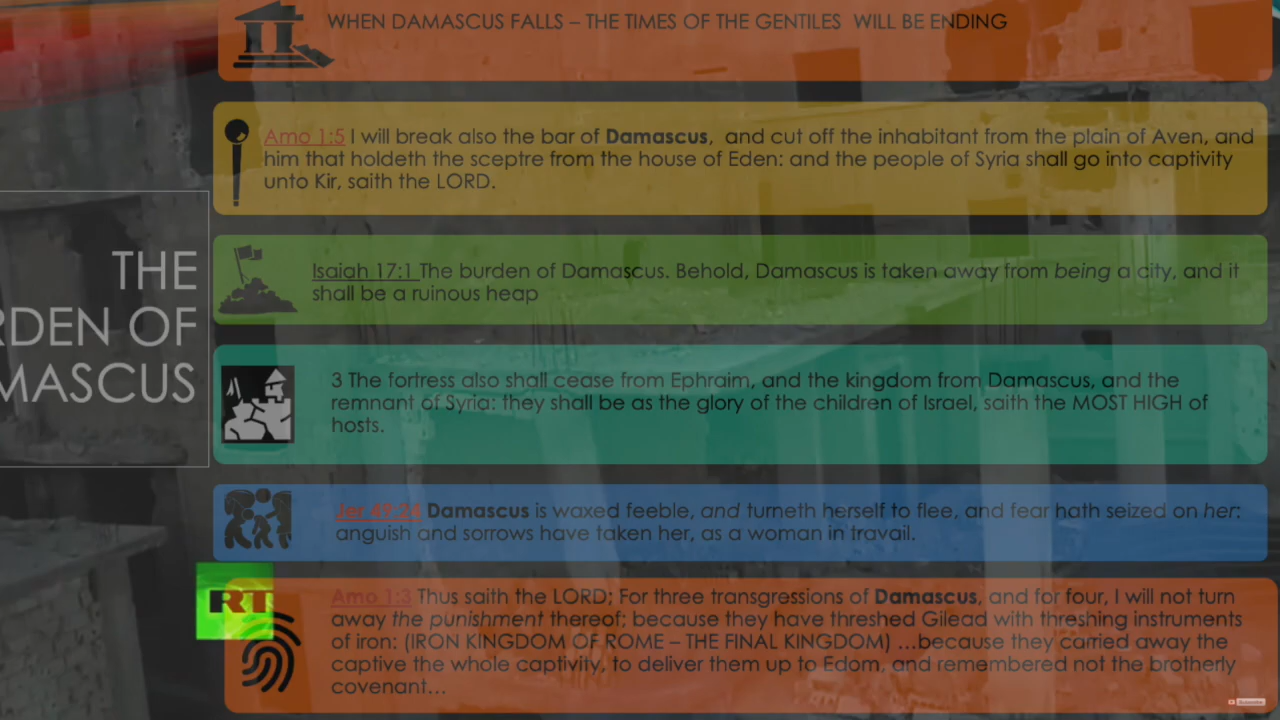 WHEN DAMASCUS FALLS – THE TIMES OF THE GENTILES WILL BE ENDING
Amo 1:5 I will break also the bar of Damascus, and cut off the inhabitant from the plain of Aven, and
him that holdeth the sceptre from the house of Eden: and the people of Syria shall go into captivity
unto Kir, saith the LORD.
THE
RDEN OF
MASCUS
Isaiah 17:1 The burden of Damascus. Behold, Damascus is taken away from being a city, and it
shall be a ruinous heap
3 The fortress also shall cease from Ephraim, and the kingdom from Damascus, and the
remnant of Syria: they shall be as the glory of the children of Israel, saith the MOST HIGH of
hosts.
Jer 49:24 Damascus is waxed feeble, and turneth herself to flee, and fear hath seized on her:
anguish and sorrows have taken her, as a woman in travail.
RT
Amo 1:3 Thus saith the LORD; For three transgressions of Damascus, and for four, I will not turn
away the punishment thereof; because they have threshed Gilead with threshing instruments
of iron: (IRON KINGDOM OF ROME – THE FINAL KINGDOM) …because they carried away the
captive the whole captivity, to deliver them up to Edom, and remembered not the brotherly
covenant…
Subscribe